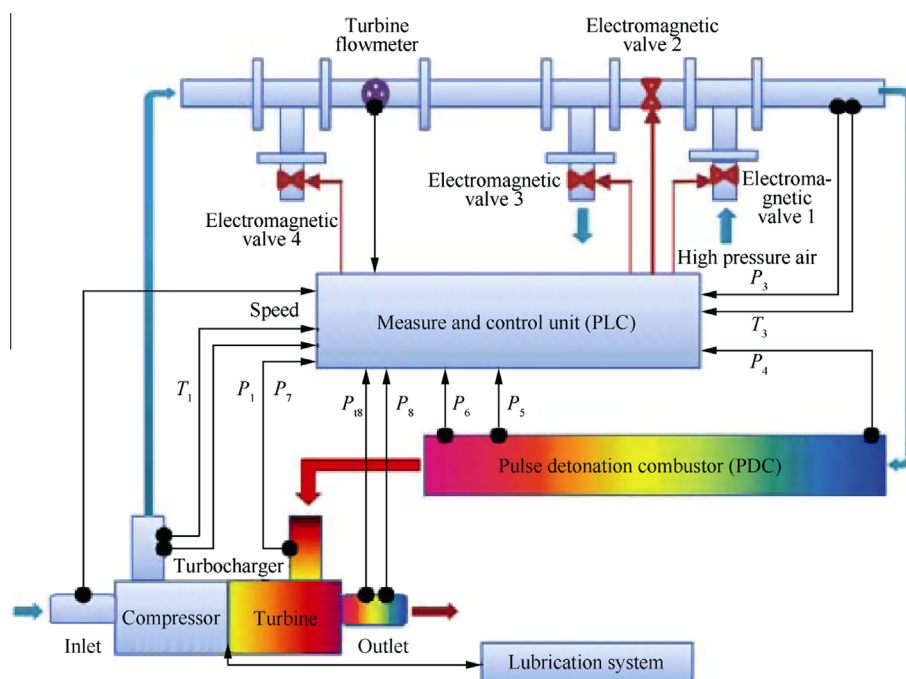 Turbine
flowmeter
Electromagnetic
valve 2
Electromagnetic
valve 4
Electromagnetic
valve 3
Electroma-
gnetic
valve 1
High pressure air
Speed
Measure and control unit (PLC)
P3
T3
P4
T1
P1
P7
Pt8
P8
P6
P5
Pulse detonation combustor (PDC)
Turbocharger
Compressor
Turbine
Inlet
Outlet
Lubrication system